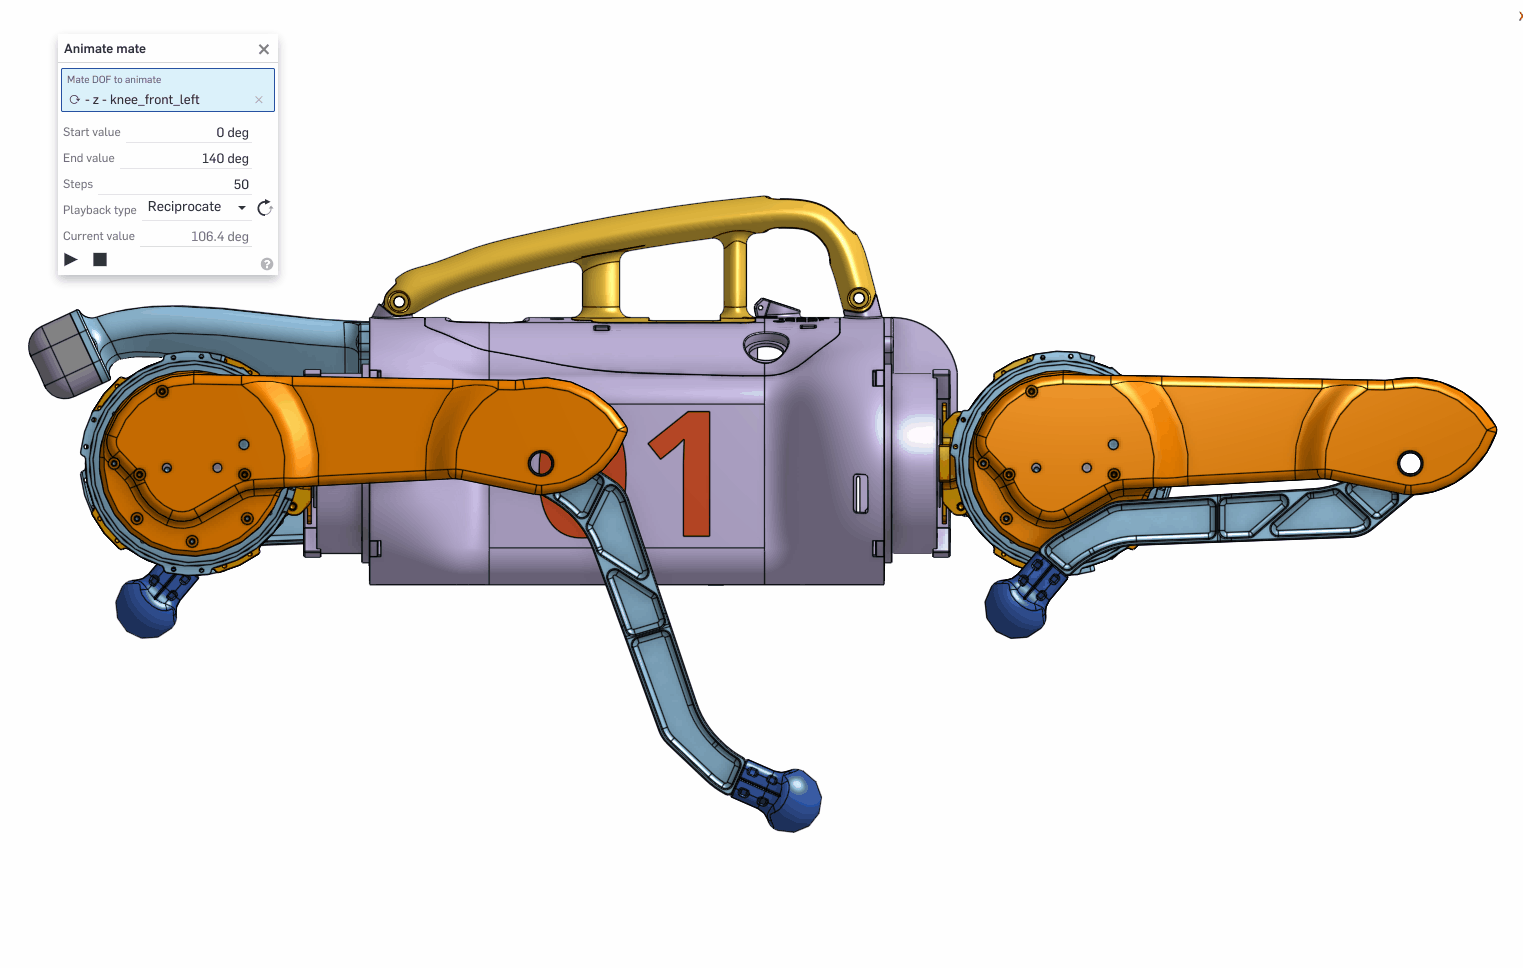 Animate mate
Mate DOF to animate
- z - knee_front_left
Start value 0 deg
End value 140 deg
Steps 50
Playback type Reciprocate
Current value 106.4 deg
1